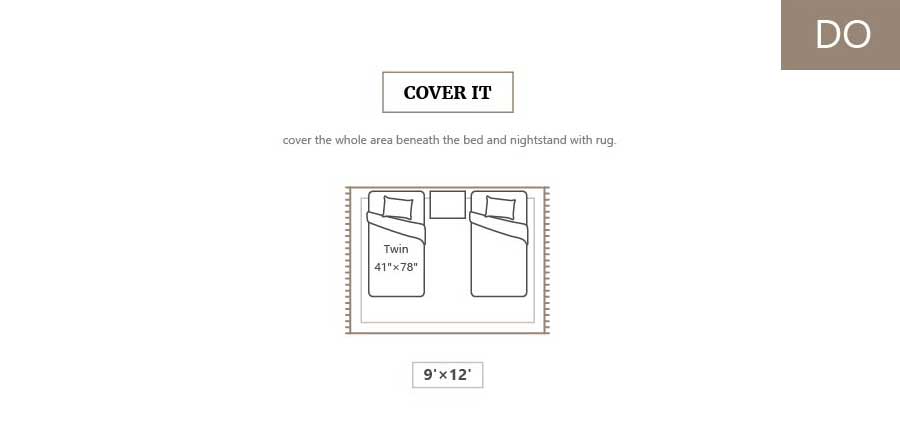 DO
COVER IT
cover the whole area beneath the bed and nightstand with rug.
Twin
41"×78"
9'×12'